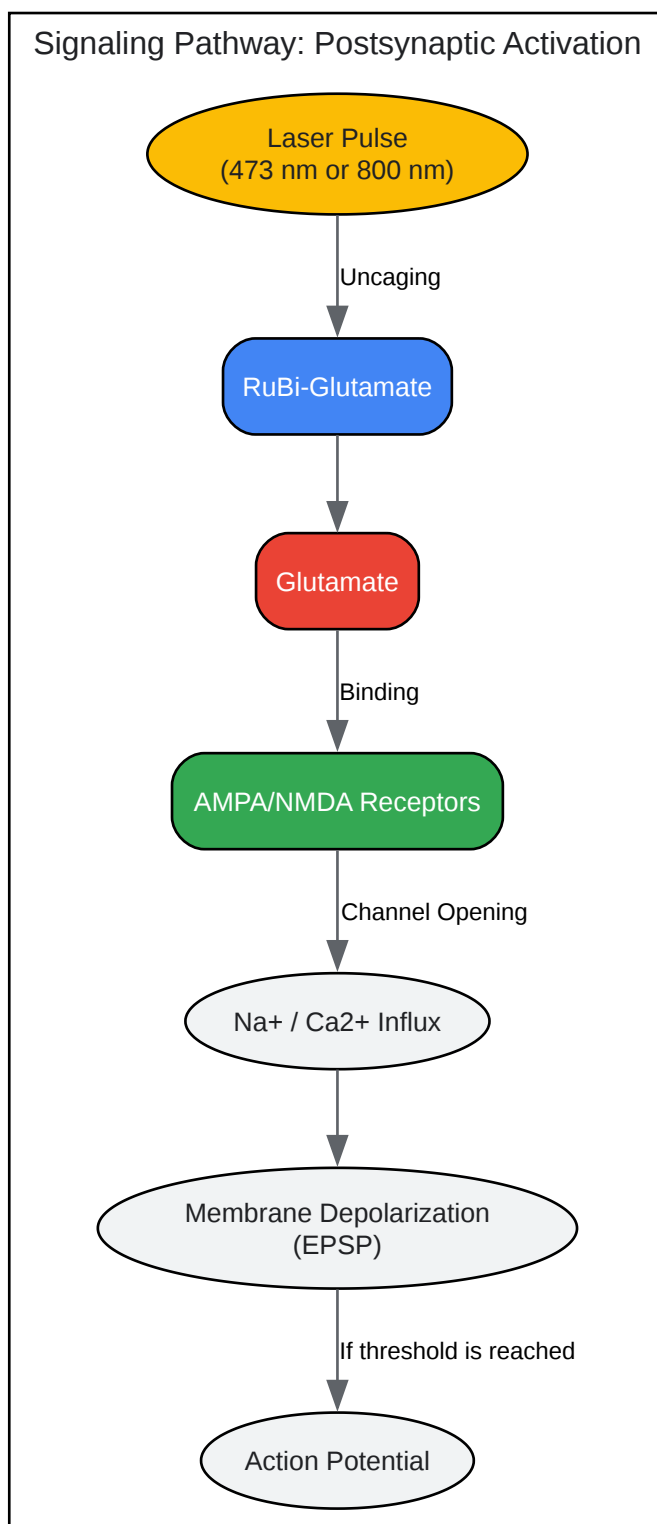 Signaling Pathway: Postsynaptic Activation
Laser Pulse
(473 nm or 800 nm)
Uncaging
RuBi-Glutamate
Glutamate
Binding
AMPA/NMDA Receptors
Channel Opening
Na+ / Ca2+ Influx
Membrane Depolarization
(EPSP)
If threshold is reached
Action Potential